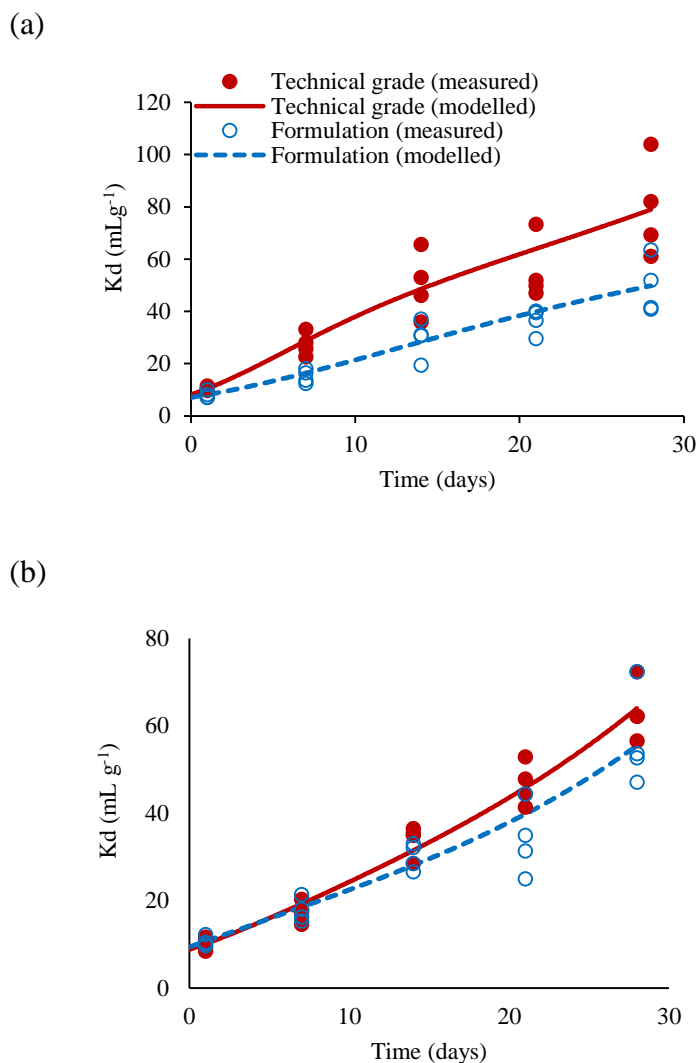 (a)
Technical grade (measured)
Technical grade (modelled)
Formulation (measured)
Formulation (modelled)
120
100
80
60
40
20
0
Kd (mLg-1)
0 10 20 30
Time (days)
(b)
80
60
40
20
0
Kd (mL g-1)
0 10 20 30
Time (days)